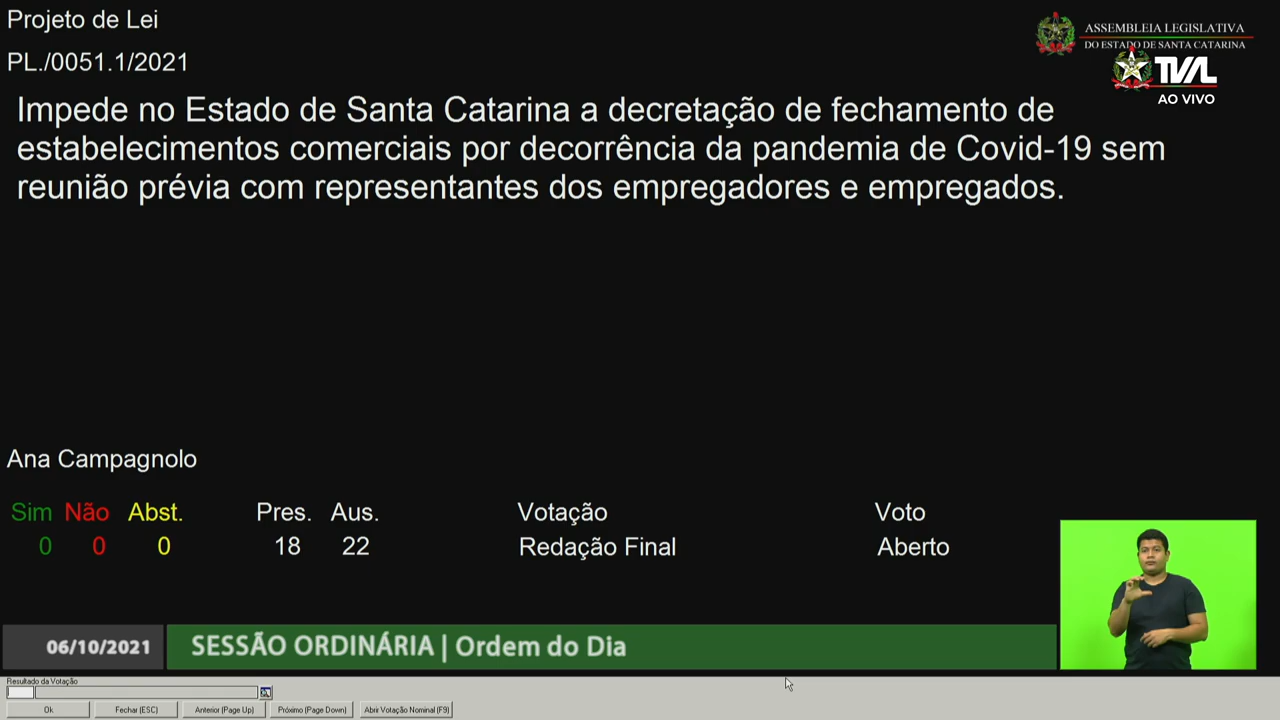 Projeto de Lei
PL./0051.1/2021
ASSEMBLEIA LEGISLATIVA
DO ESTADO DE SANTA CATARINA
TVAL
AO VIVO
Impede no Estado de Santa Catarina a decretação de fechamento de
estabelecimentos comerciais por decorrência da pandemia de Covid-19 sem
reunião prévia com representantes dos empregadores e empregados.
Ana Campagnolo
Sim Não Abst. Pres. Aus. Votação Voto
0 0 0 18 22 Redação Final Aberto
06/10/2021 SESSÃO ORDINÁRIA | Ordem do Dia
Resultado da Votação
Ok Fechar (ESC) Anterior (Page Up) Próximo (Page Down) Abrir Votação Nominal (F9)